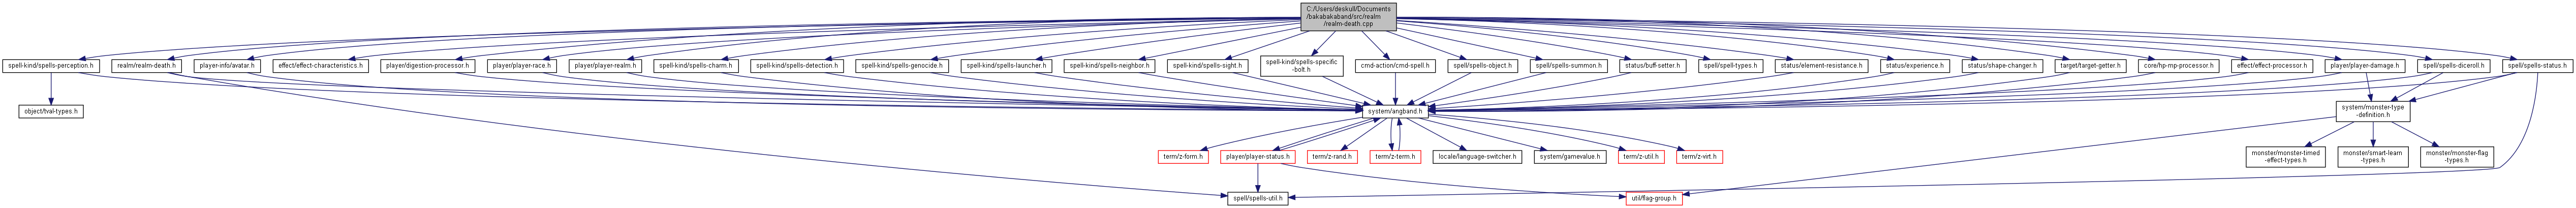 C:/Users/deskull/Documents
/bakabakaband/src/realm
/realm-death.cpp
spell-kind/spells-perception.h
realm/realm-death.h
player-info/avatar.h
effect/effect-characteristics.h
player/digestion-processor.h
player/player-race.h
player/player-realm.h
spell-kind/spells-charm.h
spell-kind/spells-detection.h
spell-kind/spells-genocide.h
spell-kind/spells-launcher.h
spell-kind/spells-neighbor.h
spell-kind/spells-sight.h
spell-kind/spells-specific
-bolt.h
cmd-action/cmd-spell.h
spell/spells-object.h
spell/spells-summon.h
status/buff-setter.h
spell/spell-types.h
status/element-resistance.h
status/experience.h
status/shape-changer.h
target/target-getter.h
core/hp-mp-processor.h
effect/effect-processor.h
player/player-damage.h
spell/spells-diceroll.h
spell/spells-status.h
object/tval-types.h
system/angband.h
system/monster-type
-definition.h
term/z-form.h
player/player-status.h
term/z-rand.h
term/z-term.h
locale/language-switcher.h
system/gamevalue.h
term/z-util.h
term/z-virt.h
monster/monster-timed
-effect-types.h
monster/smart-learn
-types.h
monster/monster-flag
-types.h
spell/spells-util.h
util/flag-group.h